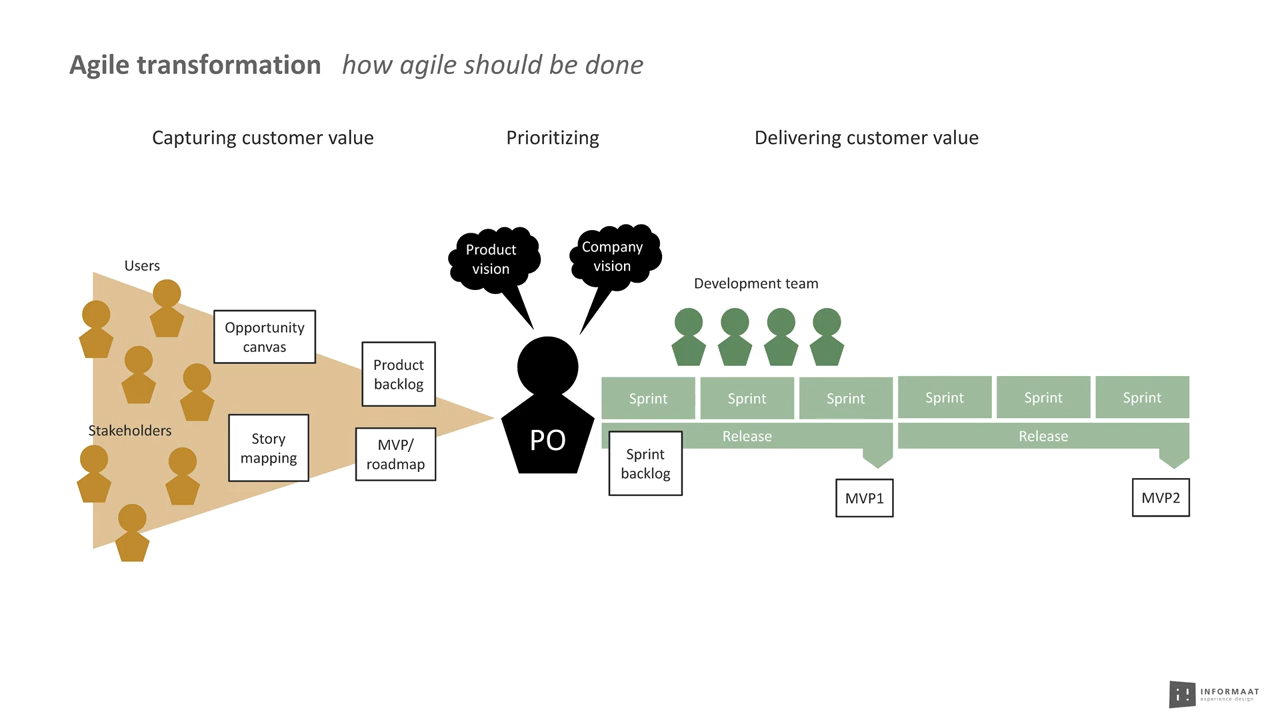 Agile transformation how agile should be done
Capturing customer value
Prioritizing
Delivering customer value
Product
vision
Company
vision
Users
Development team
Opportunity
canvas
Product
backlog
Stakeholders
Story
mapping
MVP/
roadmap
PO
Sprint
Sprint
Sprint
Sprint
Sprint
Sprint
Release
Release
Sprint
backlog
MVP1
MVP2
i!
INFORMAAT
experience design